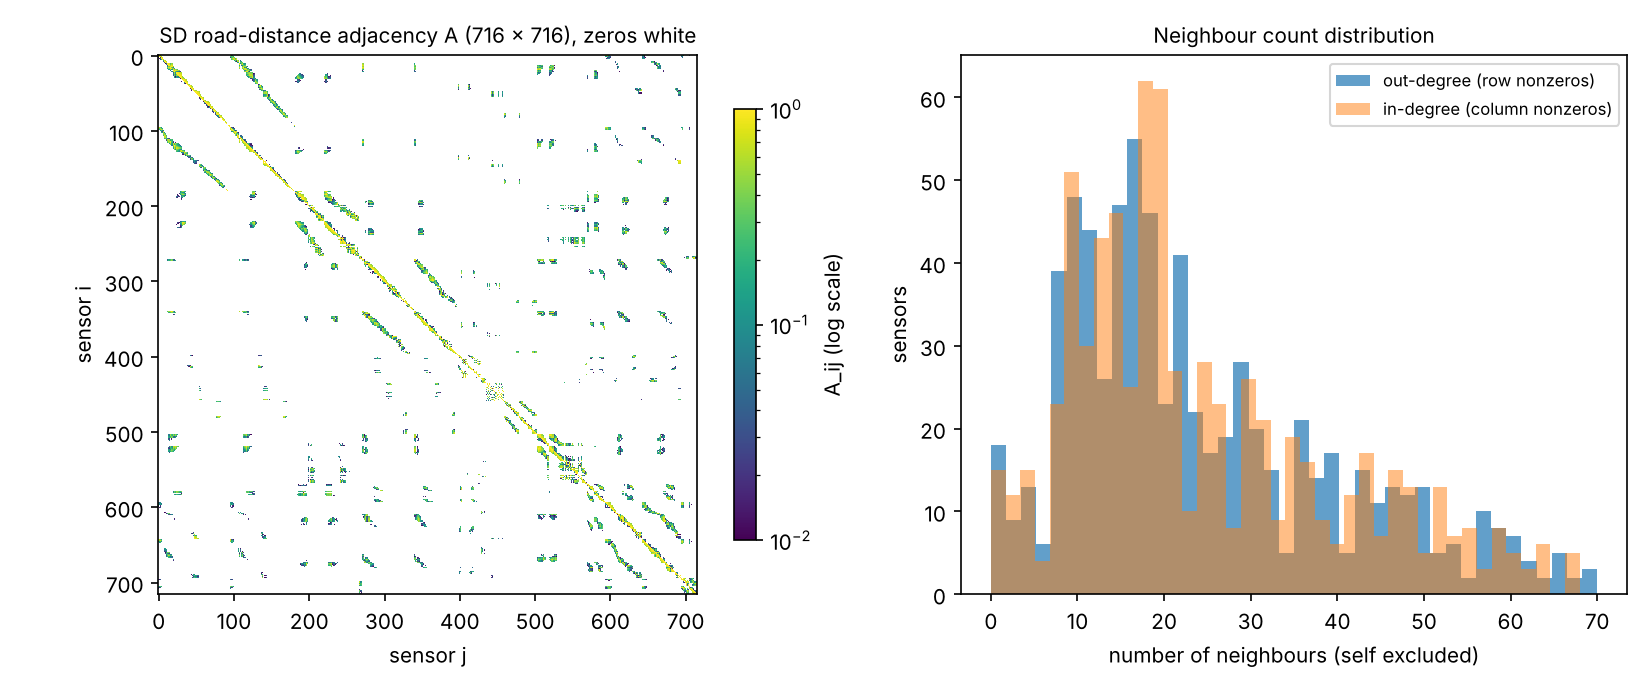 SD road-distance adjacency A (716 × 716), zeros white
0
100
200
300
400
500
600
700
sensor i
0 100 200 300 400 500 600 700
sensor j
10⁰
10⁻¹
10⁻²
A_ij (log scale)
Neighbour count distribution
out-degree (row nonzeros)
in-degree (column nonzeros)
60
50
40
30
20
10
0
sensors
0 10 20 30 40 50 60 70
number of neighbours (self excluded)